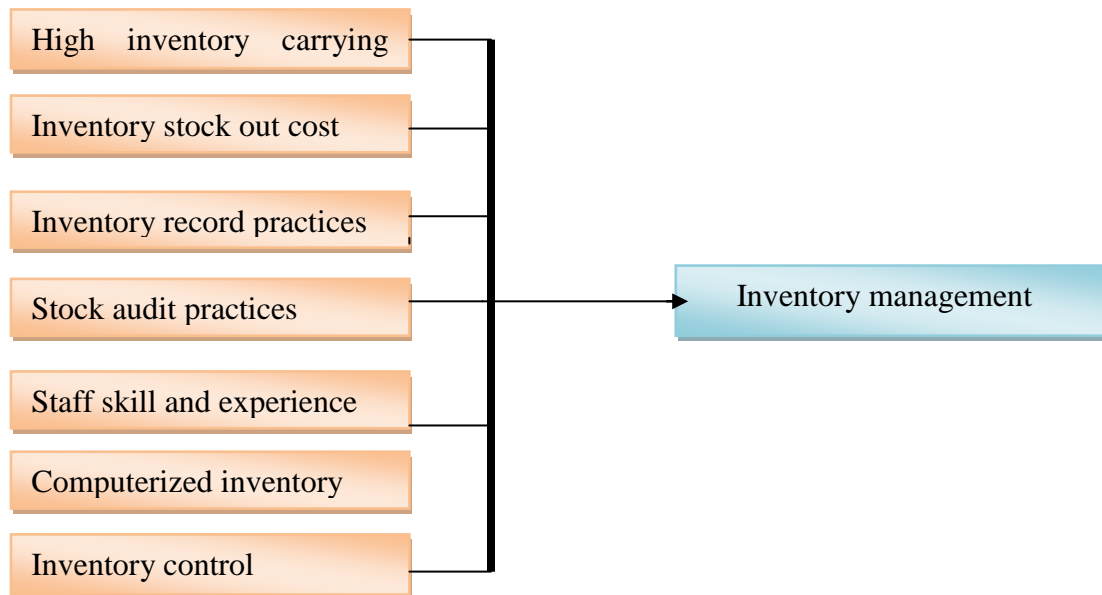 High inventory carrying
Inventory stock out cost
Inventory record practices
Stock audit practices
Inventory management
Staff skill and experience
Computerized inventory
Inventory control